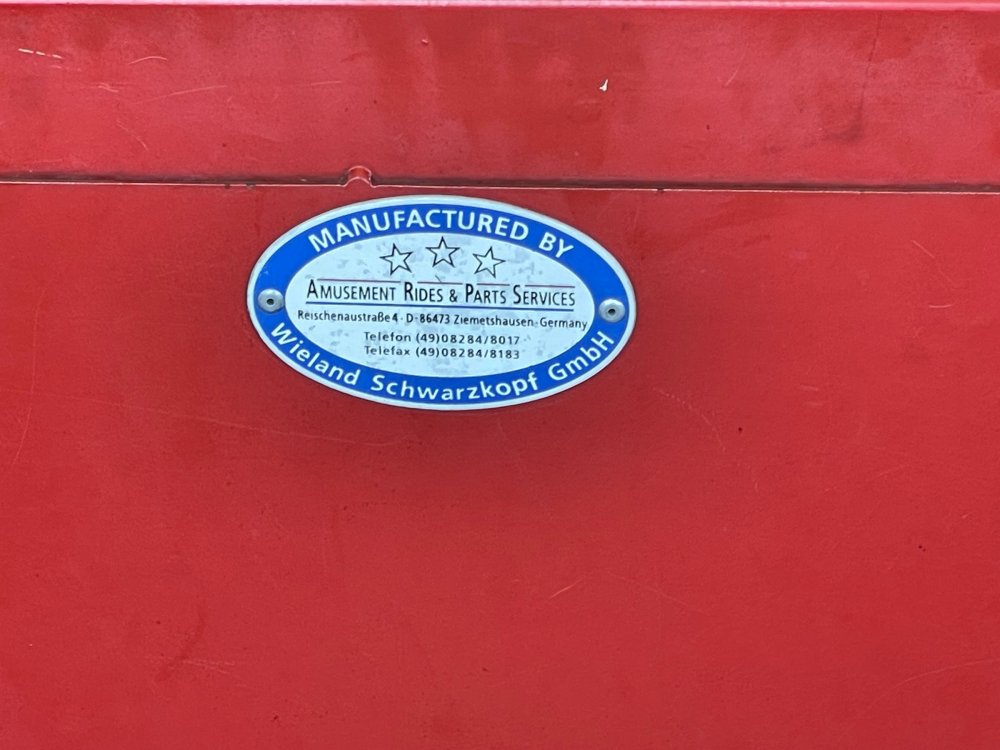 MANUFACTURED BY
AMUSEMENT RIDES & PARTS SERVICES
Reischenaustraße 4 - D-86473 Ziemetshausen - Germany
Telefon (49)08284/8017
Telefax (49)08284/8183
Wieland Schwarzkopf GmbH